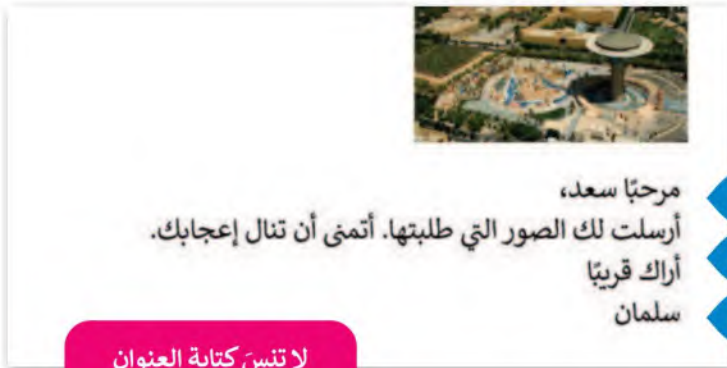 مرحبًا سعد،
أرسلت لك الصور التي طلبتها. أتمنى أن تنال إعجابك.
أراك قريبًا
سلمان
لا تنسَ كتابة العنوان